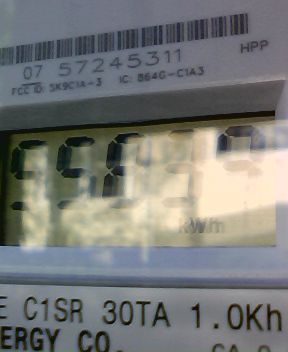 HPP
07 57245311
FCC ID: SK9C1A-3 IC: 864G-C1A3
kWh
E C1SR 30TA 1.0Kh
ERGY CO.